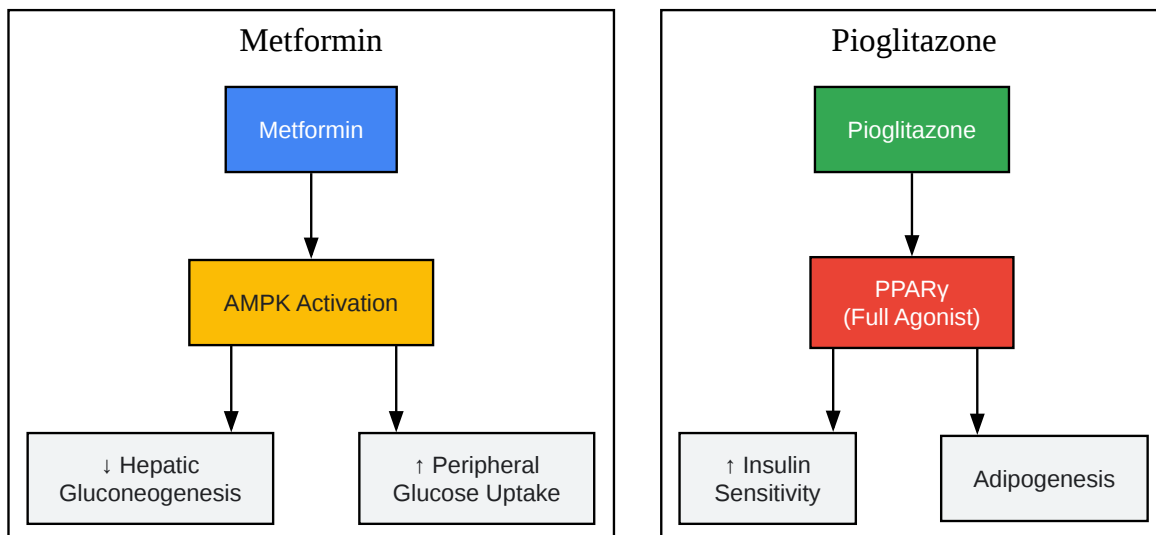 Metformin
Metformin
AMPK Activation
↓ Hepatic
Gluconeogenesis
↑ Peripheral
Glucose Uptake
Pioglitazone
Pioglitazone
PPARγ
(Full Agonist)
↑ Insulin
Sensitivity
Adipogenesis